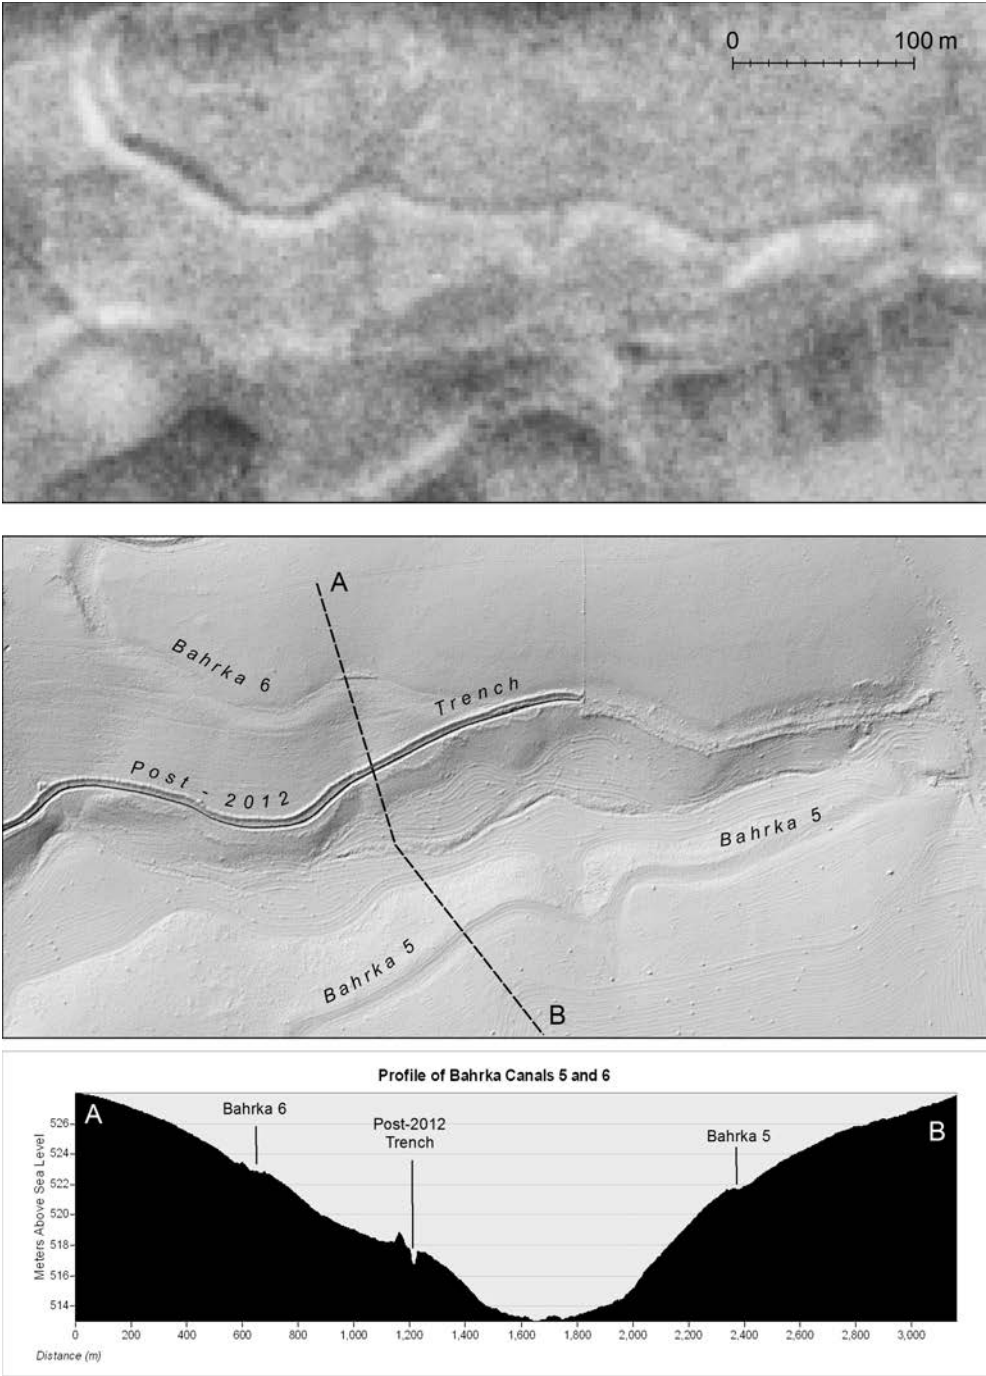 0 100 m
A
Bahrka 6
Trench
Post - 2012
Bahrka 5
Bahrka 5
B
Profile of Bahrka Canals 5 and 6
A
B
Bahrka 6
Post-2012
Trench
Bahrka 5
Meters Above Sea Level
526
524
522
520
518
516
514
0 200 400 600 800 1,000 1,200 1,400 1,600 1,800 2,000 2,200 2,400 2,600 2,800 3,000
Distance (m)